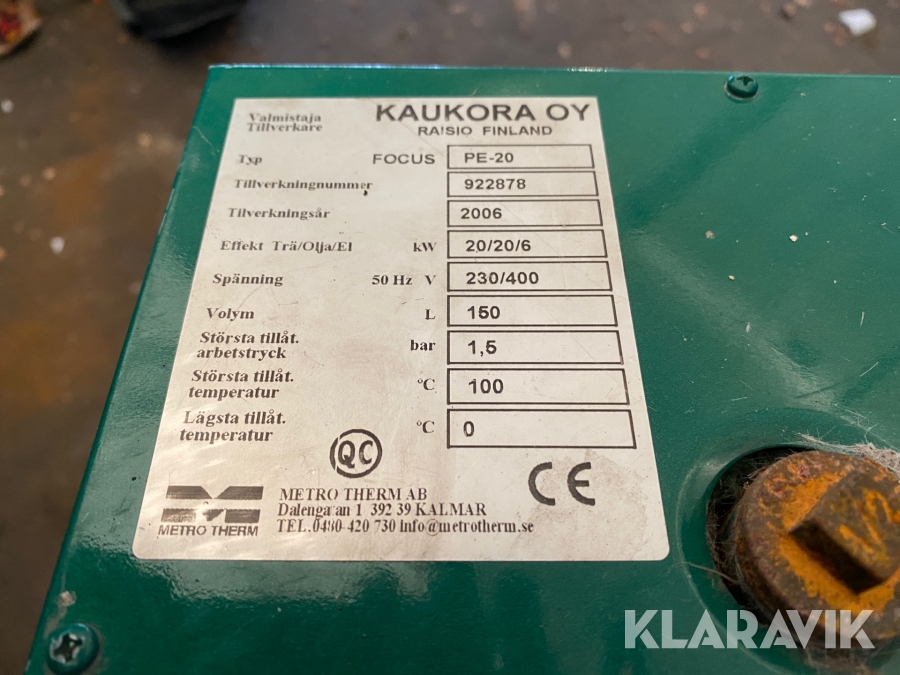 Valmistaja
Tillverkare
KAUKORA OY
RAISIO FINLAND
Typ FOCUS PE-20
Tillverkningnummer 922878
Tilverkningsår 2006
Effekt Trä/Olja/El kW 20/20/6
Spänning 50 Hz V 230/400
Volym L 150
Största tillåt.
arbetstryck bar 1,5
Största tillåt.
temperatur °C 100
Lägsta tillåt.
temperatur °C 0
QC
CE
METRO THERM
METRO THERM AB
Dalengatan 1 392 39 KALMAR
TEL.0480-420 730 info@metrotherm.se
1/2
KLARAVIK